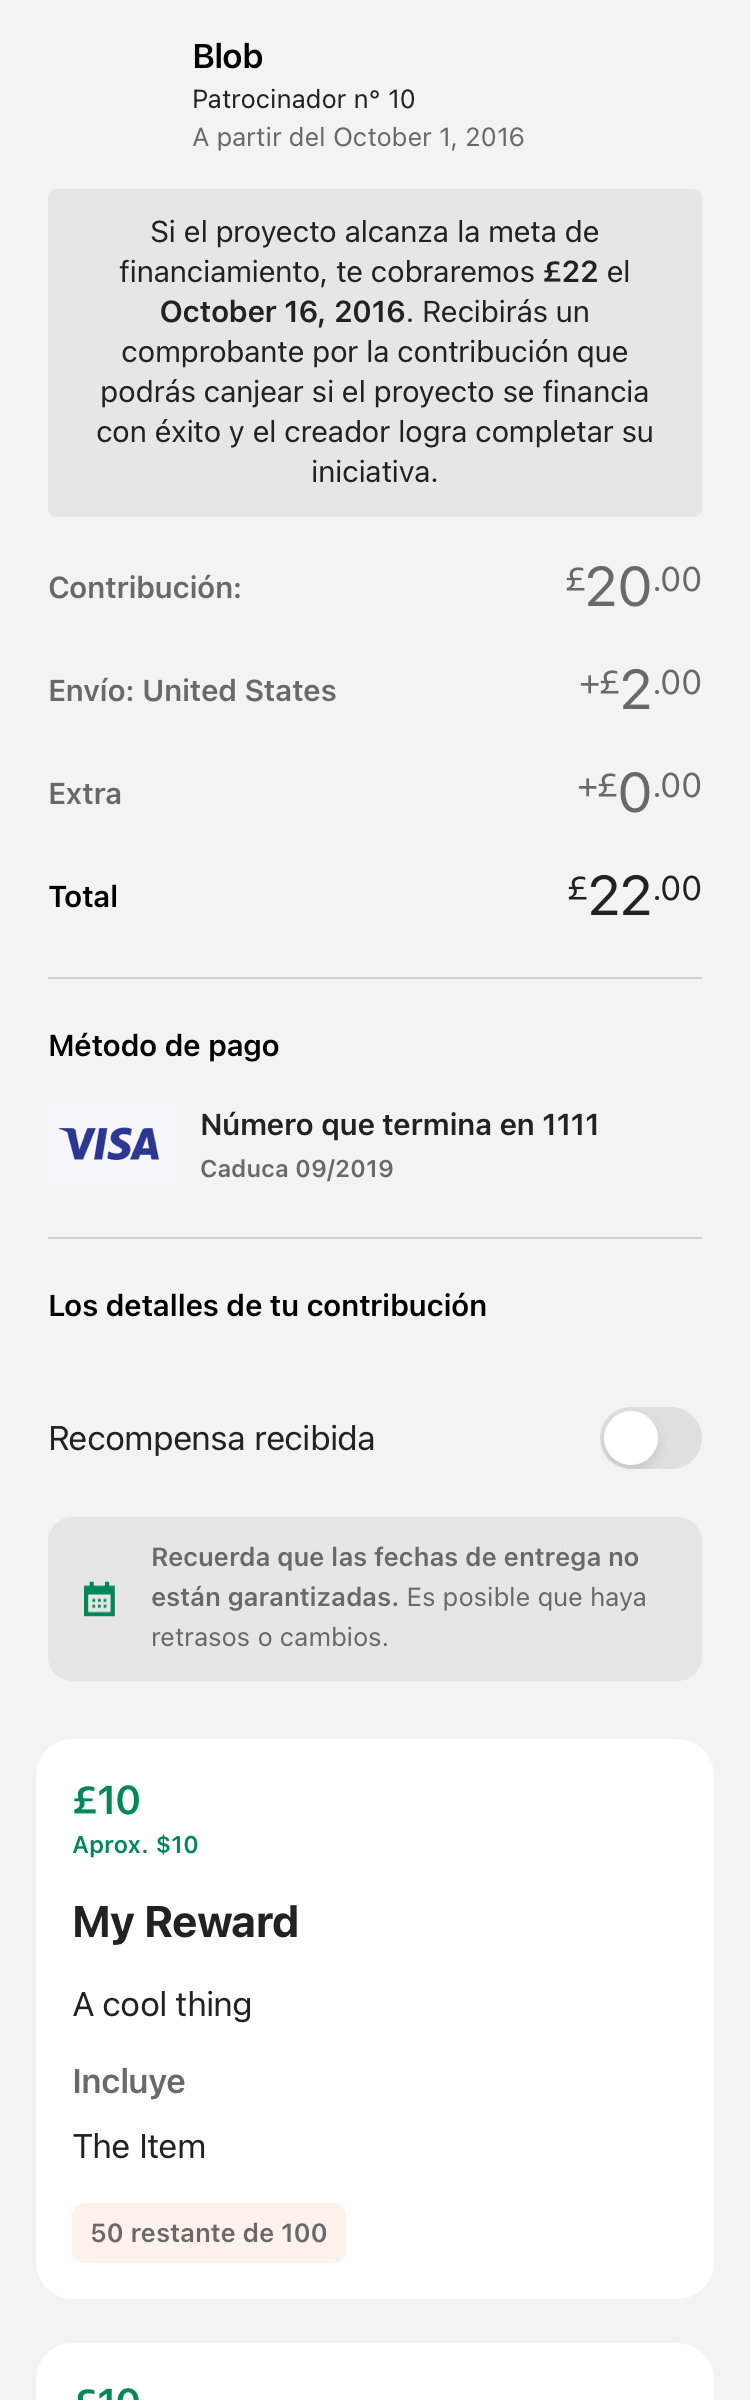 Blob
Patrocinador n° 10
A partir del October 1, 2016
Si el proyecto alcanza la meta de
financiamiento, te cobraremos £22 el
October 16, 2016. Recibirás un
comprobante por la contribución que
podrás canjear si el proyecto se financia
con éxito y el creador logra completar su
iniciativa.
Contribución: £20.00
Envío: United States +£2.00
Extra +£0.00
Total £22.00
Método de pago
VISA
Número que termina en 1111
Caduca 09/2019
Los detalles de tu contribución
Recompensa recibida
Recuerda que las fechas de entrega no
están garantizadas. Es posible que haya
retrasos o cambios.
£10
Aprox. $10
My Reward
A cool thing
Incluye
The Item
50 restante de 100
£10